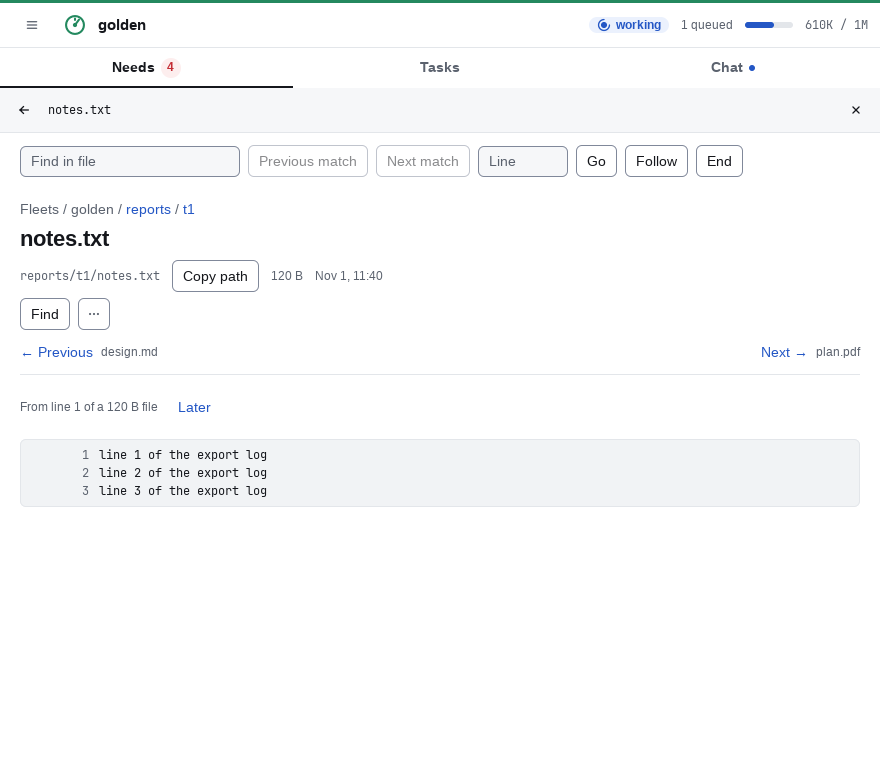 golden
working
1 queued
610K / 1M
Needs 4
Tasks
Chat
notes.txt
Find in file
Previous match
Next match
Line
Go
Follow
End
Fleets / golden / reports / t1
notes.txt
reports/t1/notes.txt
Copy path
120 B
Nov 1, 11:40
Find
...
← Previous design.md
Next → plan.pdf
From line 1 of a 120 B file
Later
1 line 1 of the export log
2 line 2 of the export log
3 line 3 of the export log